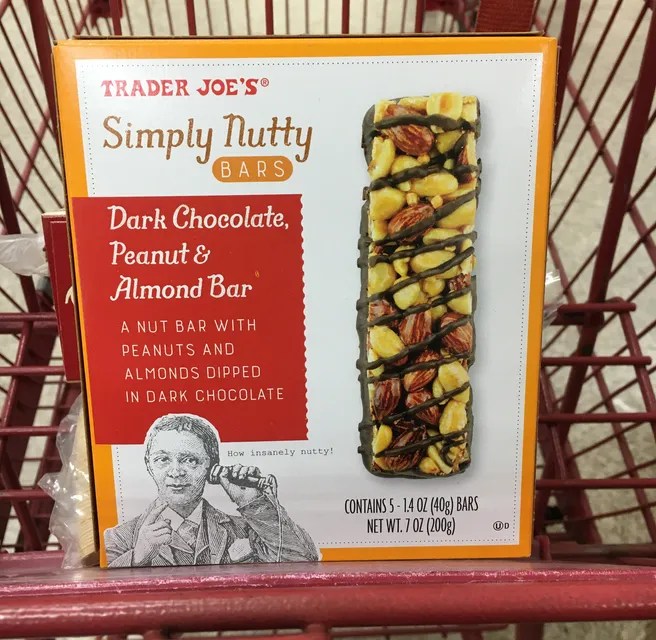 TRADER JOE'S®
Simply Nutty
BARS
Dark Chocolate,
Peanut &
Almond Bar
A NUT BAR WITH
PEANUTS AND
ALMONDS DIPPED
IN DARK CHOCOLATE
How insanely nutty!
CONTAINS 5 - 1.4 OZ (40g) BARS
NET WT. 7 OZ (200g)
Ⓤ D